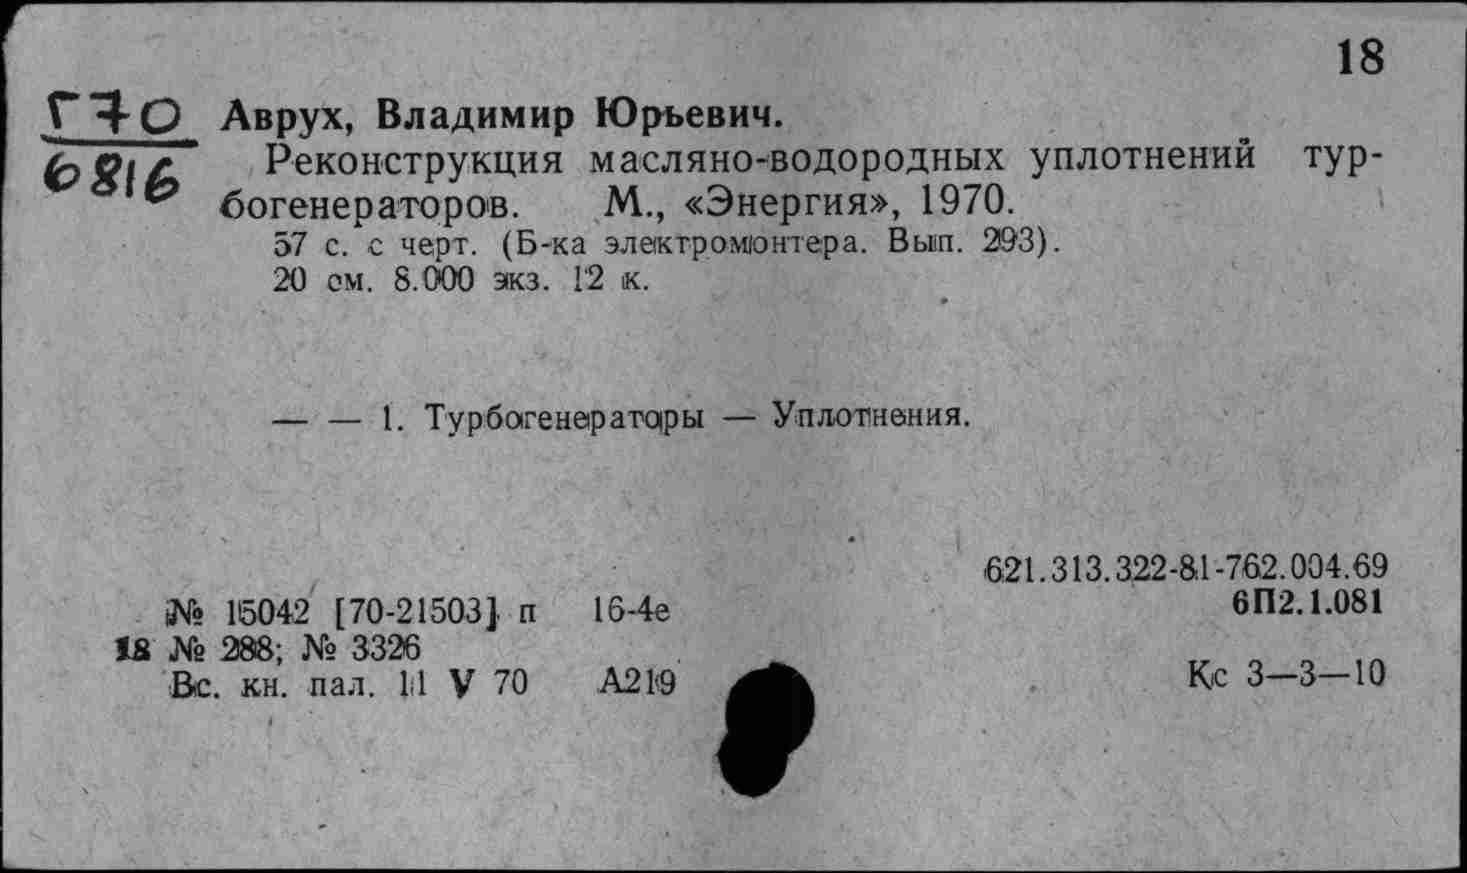 18
Г70
6816
Аврух, Владимир Юрьевич.
Реконструкция масляно-водородных уплотнений тур-
богенераторов. М., «Энергия», 1970.
57 с. с черт. (Б-ка электромонтера. Вып. 293).
20 см. 8.000 экз. 12 к.
— — 1. Турбогенераторы — Уплотнения.
621.313.322-81-762.004.69
№ 15042 [70-21503] п 16-4е 6П2.1.081
18 № 288; № 3326
Вс. кн. пал. 11 V 70 А219 Кс 3—3—10